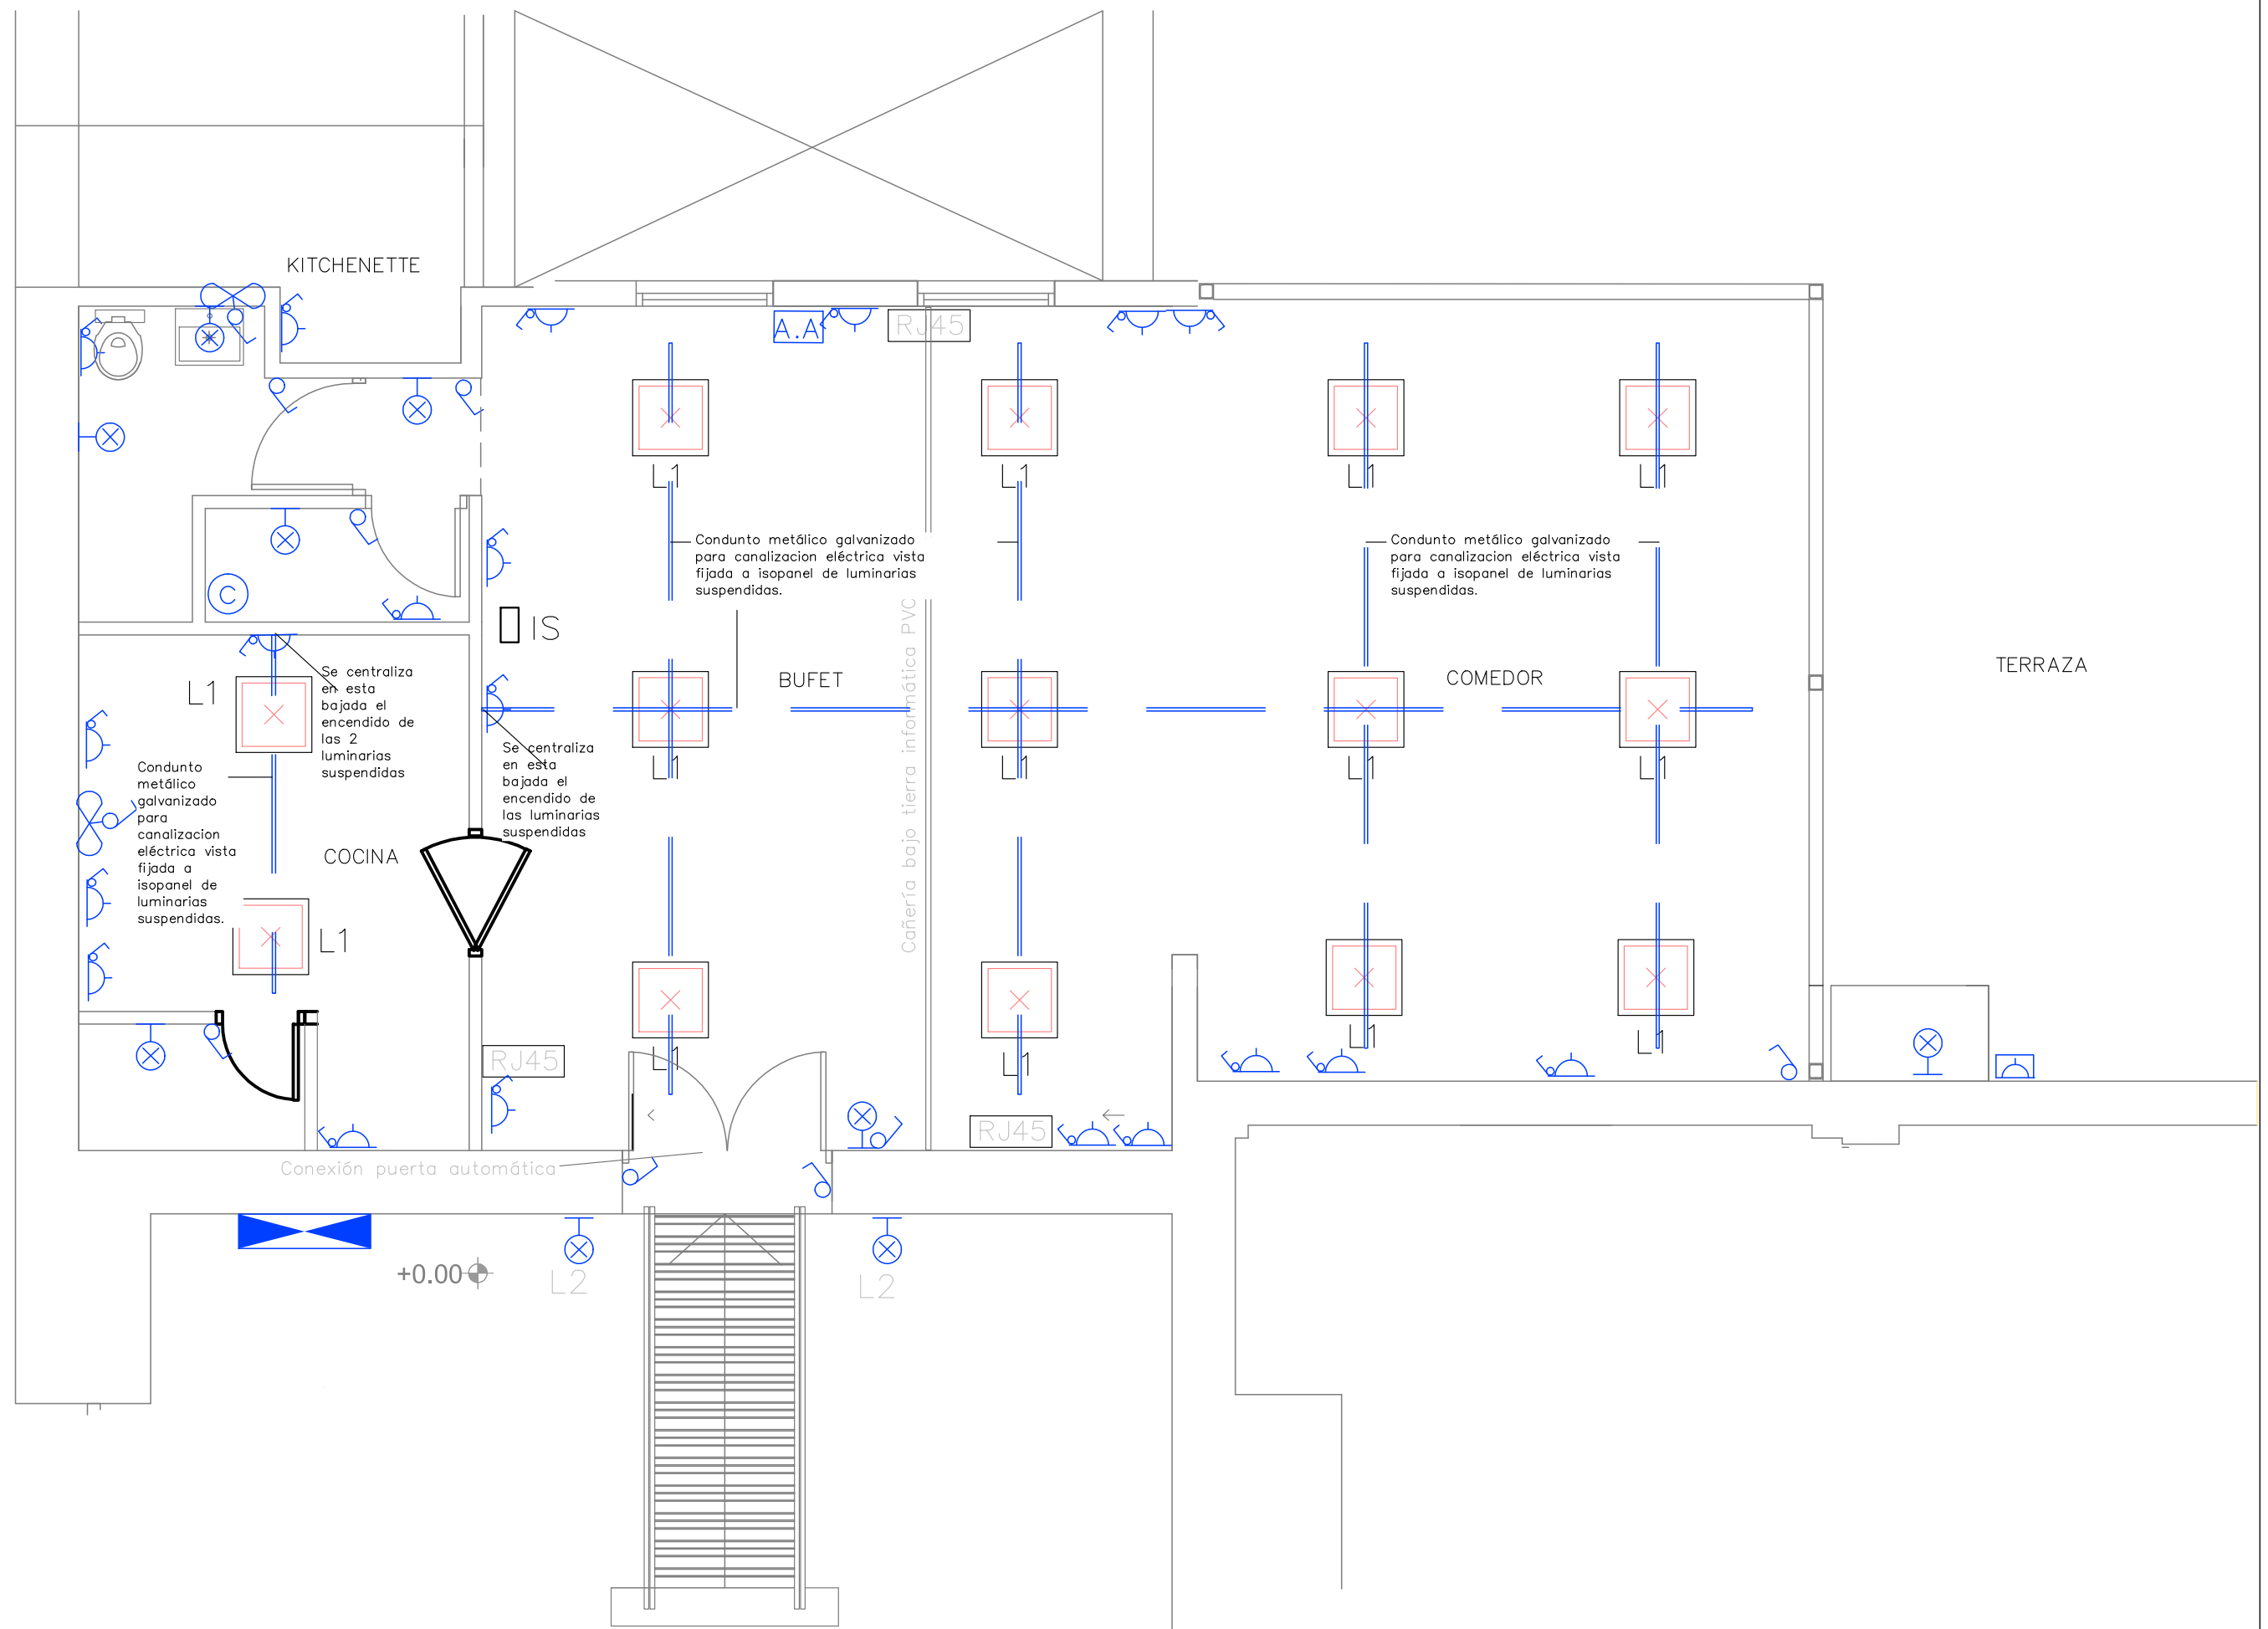 KITCHENETTE
A.A
RJ45
L1
L1
L1
L1
Condunto metálico galvanizado
para canalizacion eléctrica vista
fijada a isopanel de luminarias
suspendidas.
Condunto metálico galvanizado
para canalizacion eléctrica vista
fijada a isopanel de luminarias
suspendidas.
C
IS
Cañería bajo tierra informática PVC
L1
Se centraliza
en esta
bajada el
encendido de
las 2
luminarias
suspendidas
BUFET
COMEDOR
TERRAZA
Se centraliza
en esta
bajada el
encendido de
las luminarias
suspendidas
L1
L1
L1
L1
Condunto
metálico
galvanizado
para
canalizacion
eléctrica vista
fijada a
isopanel de
luminarias
suspendidas.
COCINA
L1
RJ45
L1
L1
L1
L1
RJ45
Conexión puerta automática
+0.00
L2
L2